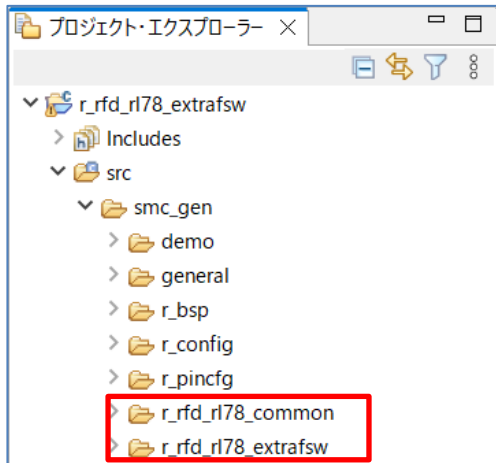 プロジェクト・エクスプローラー
r_rfd_rl78_extrafsw
Includes
src
smc_gen
demo
general
r_bsp
r_config
r_pincfg
r_rfd_rl78_common
r_rfd_rl78_extrafsw